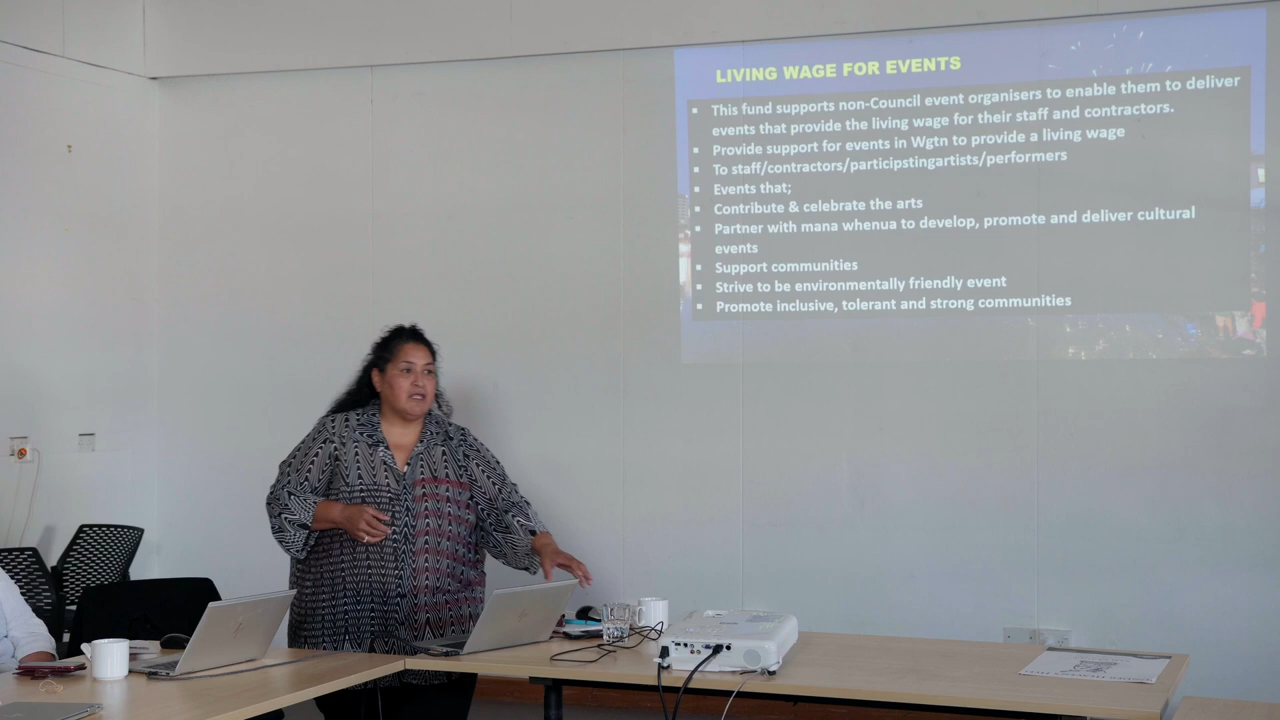 LIVING WAGE FOR EVENTS
▪ This fund supports non-Council event organisers to enable them to deliver
events that provide the living wage for their staff and contractors.
▪ Provide support for events in Wgtn to provide a living wage
▪ To staff/contractors/participstingartists/performers
▪ Events that;
▪ Contribute & celebrate the arts
▪ Partner with mana whenua to develop, promote and deliver cultural
events
▪ Support communities
▪ Strive to be environmentally friendly event
▪ Promote inclusive, tolerant and strong communities